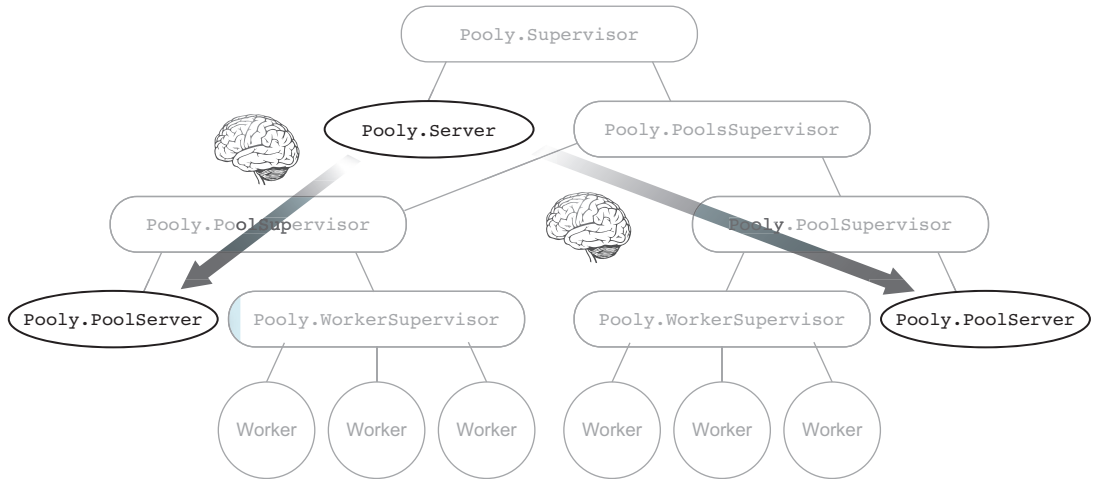 Pooly.Supervisor
Pooly.Server
Pooly.PoolsSupervisor
Pooly.PoolSupervisor
Pooly.PoolSupervisor
Pooly.PoolServer
Pooly.WorkerSupervisor
Pooly.WorkerSupervisor
Pooly.PoolServer
Worker
Worker
Worker
Worker
Worker
Worker